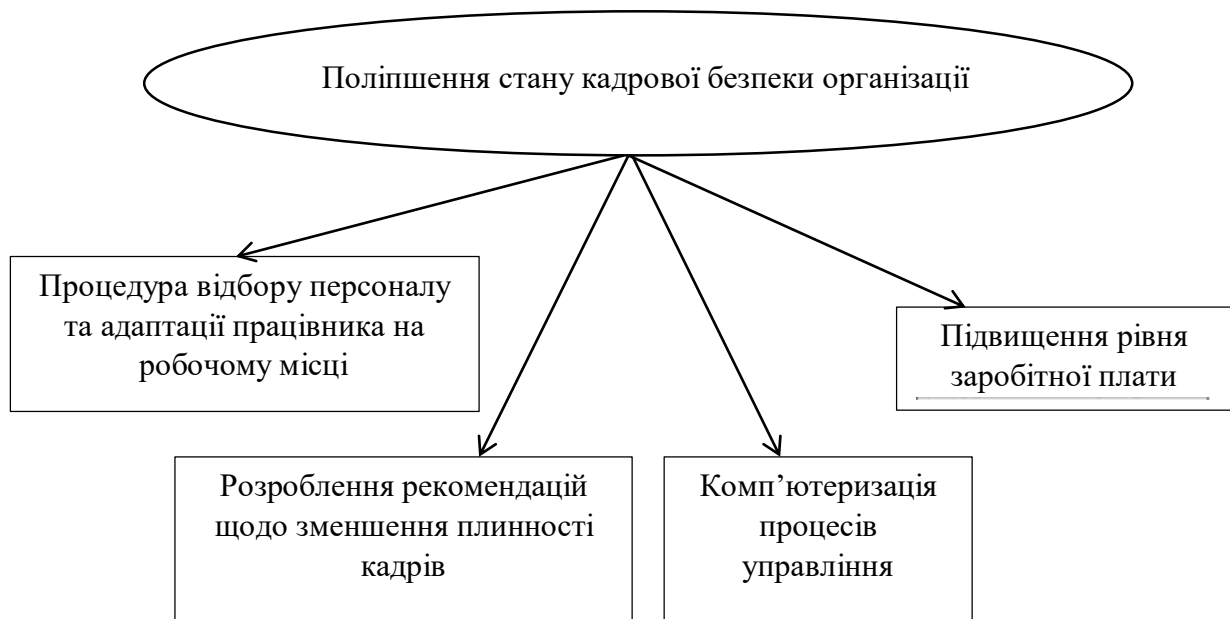 Поліпшення стану кадрової безпеки організації
Процедура відбору персоналу
та адаптації працівника на
робочому місці
Підвищення рівня
заробітної плати
Розроблення рекомендацій
щодо зменшення плинності
кадрів
Комп’ютеризація
процесів
управління